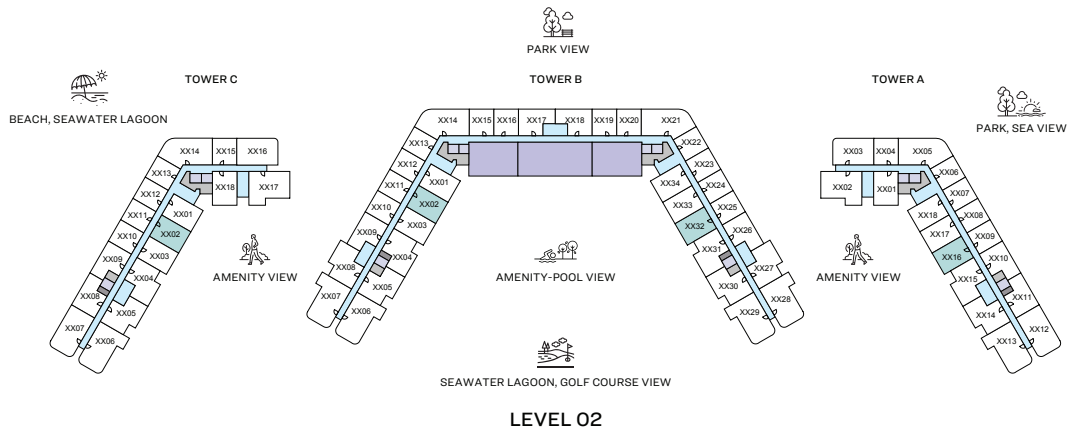 PARK VIEW
TOWER C
TOWER B
TOWER A
BEACH, SEAWATER LAGOON
PARK, SEA VIEW
XX14
XX15
XX16
XX13
XX12
XX11
XX10
XX09
XX08
XX07
XX06
XX05
XX04
XX03
XX02
XX01
XX18
XX17
AMENITY VIEW
XX14
XX15
XX16
XX17
XX18
XX19
XX20
XX21
XX13
XX12
XX11
XX10
XX09
XX08
XX07
XX06
XX05
XX04
XX03
XX02
XX01
XX22
XX23
XX24
XX25
XX26
XX27
XX28
XX29
XX30
XX31
XX32
XX33
XX34
AMENITY-POOL VIEW
XX03
XX04
XX05
XX02
XX01
XX06
XX07
XX08
XX09
XX10
XX11
XX12
XX13
XX14
XX15
XX16
XX17
XX18
AMENITY VIEW
SEAWATER LAGOON, GOLF COURSE VIEW
LEVEL 02